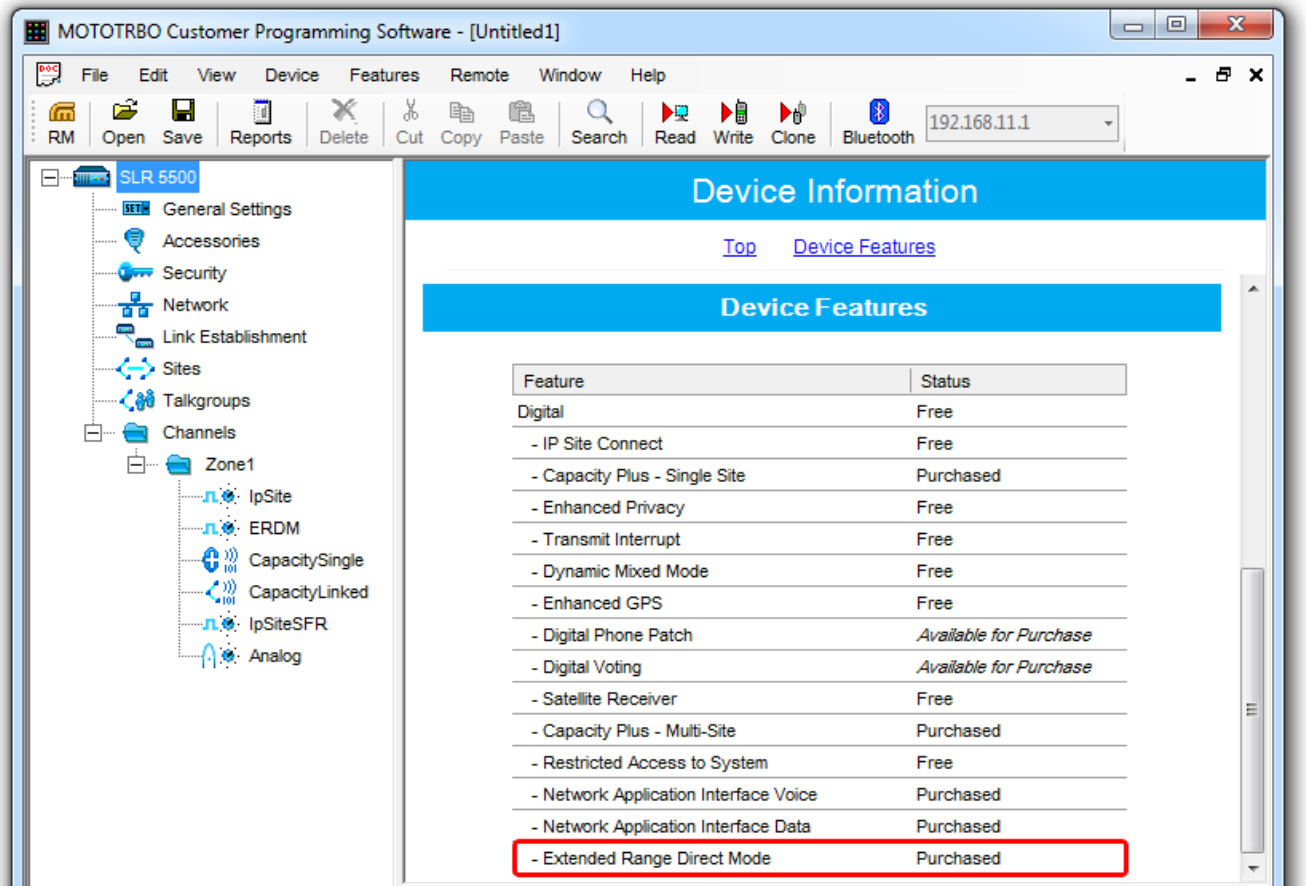 MOTOTRBO Customer Programming Software - [Untitled1]
DOC File Edit View Device Features Remote Window Help
RM Open Save Reports Delete Cut Copy Paste Search Read Write Clone Bluetooth 192.168.11.1
SLR 5500
SET General Settings
Accessories
Security
Network
Link Establishment
Sites
Talkgroups
Channels
Zone1
IpSite
ERDM
CapacitySingle
CapacityLinked
IpSiteSFR
Analog
Device Information
Top Device Features
Device Features
Feature Status
Digital Free
- IP Site Connect Free
- Capacity Plus - Single Site Purchased
- Enhanced Privacy Free
- Transmit Interrupt Free
- Dynamic Mixed Mode Free
- Enhanced GPS Free
- Digital Phone Patch Available for Purchase
- Digital Voting Available for Purchase
- Satellite Receiver Free
- Capacity Plus - Multi-Site Purchased
- Restricted Access to System Free
- Network Application Interface Voice Purchased
- Network Application Interface Data Purchased
- Extended Range Direct Mode Purchased